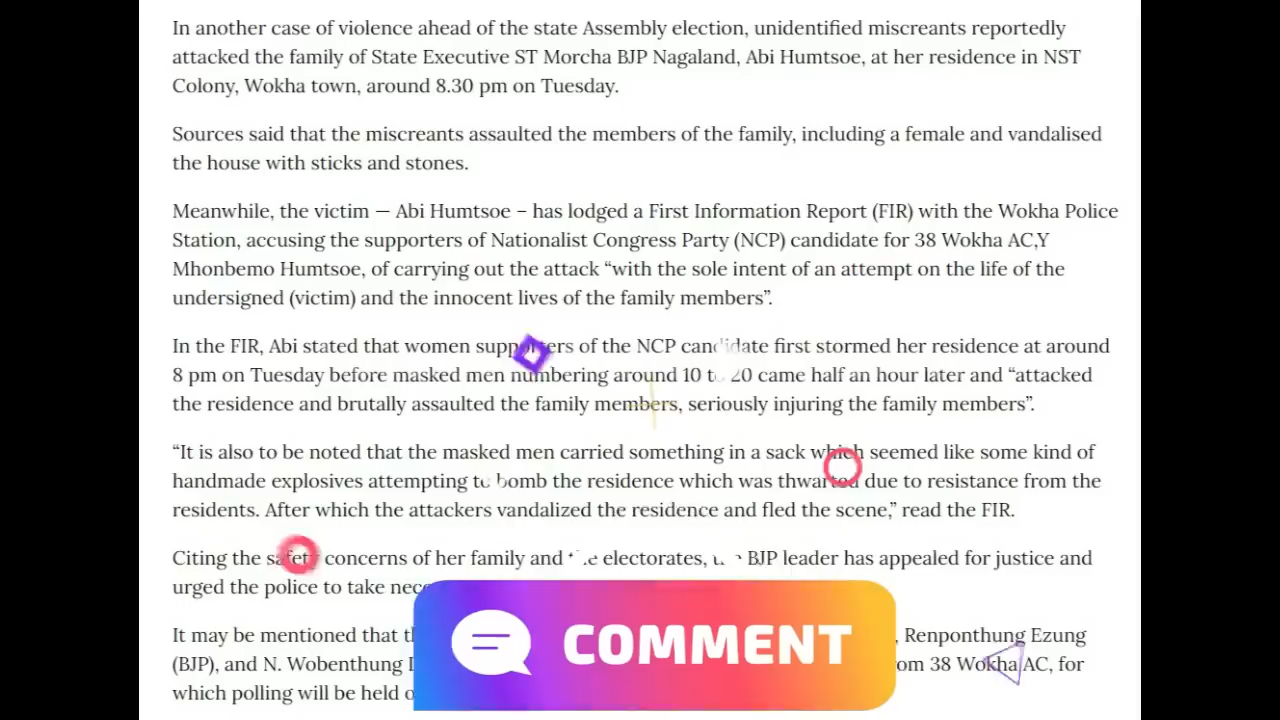 In another case of violence ahead of the state Assembly election, unidentified miscreants reportedly
attacked the family of State Executive ST Morcha BJP Nagaland, Abi Humtsoe, at her residence in NST
Colony, Wokha town, around 8.30 pm on Tuesday.
Sources said that the miscreants assaulted the members of the family, including a female and vandalised
the house with sticks and stones.
Meanwhile, the victim — Abi Humtsoe – has lodged a First Information Report (FIR) with the Wokha Police
Station, accusing the supporters of Nationalist Congress Party (NCP) candidate for 38 Wokha AC,Y
Mhonbemo Humtsoe, of carrying out the attack “with the sole intent of an attempt on the life of the
undersigned (victim) and the innocent lives of the family members”.
In the FIR, Abi stated that women supporters of the NCP candidate first stormed her residence at around
8 pm on Tuesday before masked men numbering around 10 to 20 came half an hour later and “attacked
the residence and brutally assaulted the family members, seriously injuring the family members”.
“It is also to be noted that the masked men carried something in a sack which seemed like some kind of
handmade explosives attempting to bomb the residence which was thwarted due to resistance from the
residents. After which the attackers vandalized the residence and fled the scene,” read the FIR.
Citing the safety concerns of her family and the electorates, the BJP leader has appealed for justice and
urged the police to take
It may be mentioned that , Renponthung Ezung
(BJP), and N. Wobenthung 38 Wokha AC, for
which polling will be held
COMMENT